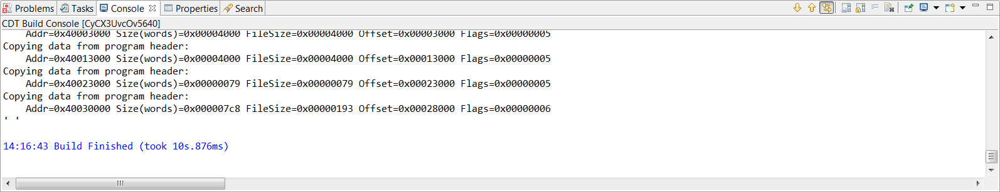 Problems Tasks Console Properties Search
CDT Build Console [CyCX3UvcOv5640]
Addr=0x40003000 Size(words)=0x00004000 FileSize=0x00004000 Offset=0x00003000 Flags=0x00000005
Copying data from program header:
Addr=0x40013000 Size(words)=0x00004000 FileSize=0x00004000 Offset=0x00013000 Flags=0x00000005
Copying data from program header:
Addr=0x40023000 Size(words)=0x00000079 FileSize=0x00000079 Offset=0x00023000 Flags=0x00000005
Copying data from program header:
Addr=0x40030000 Size(words)=0x000007c8 FileSize=0x00000193 Offset=0x00028000 Flags=0x00000006
' '
14:16:43 Build Finished (took 10s.876ms)